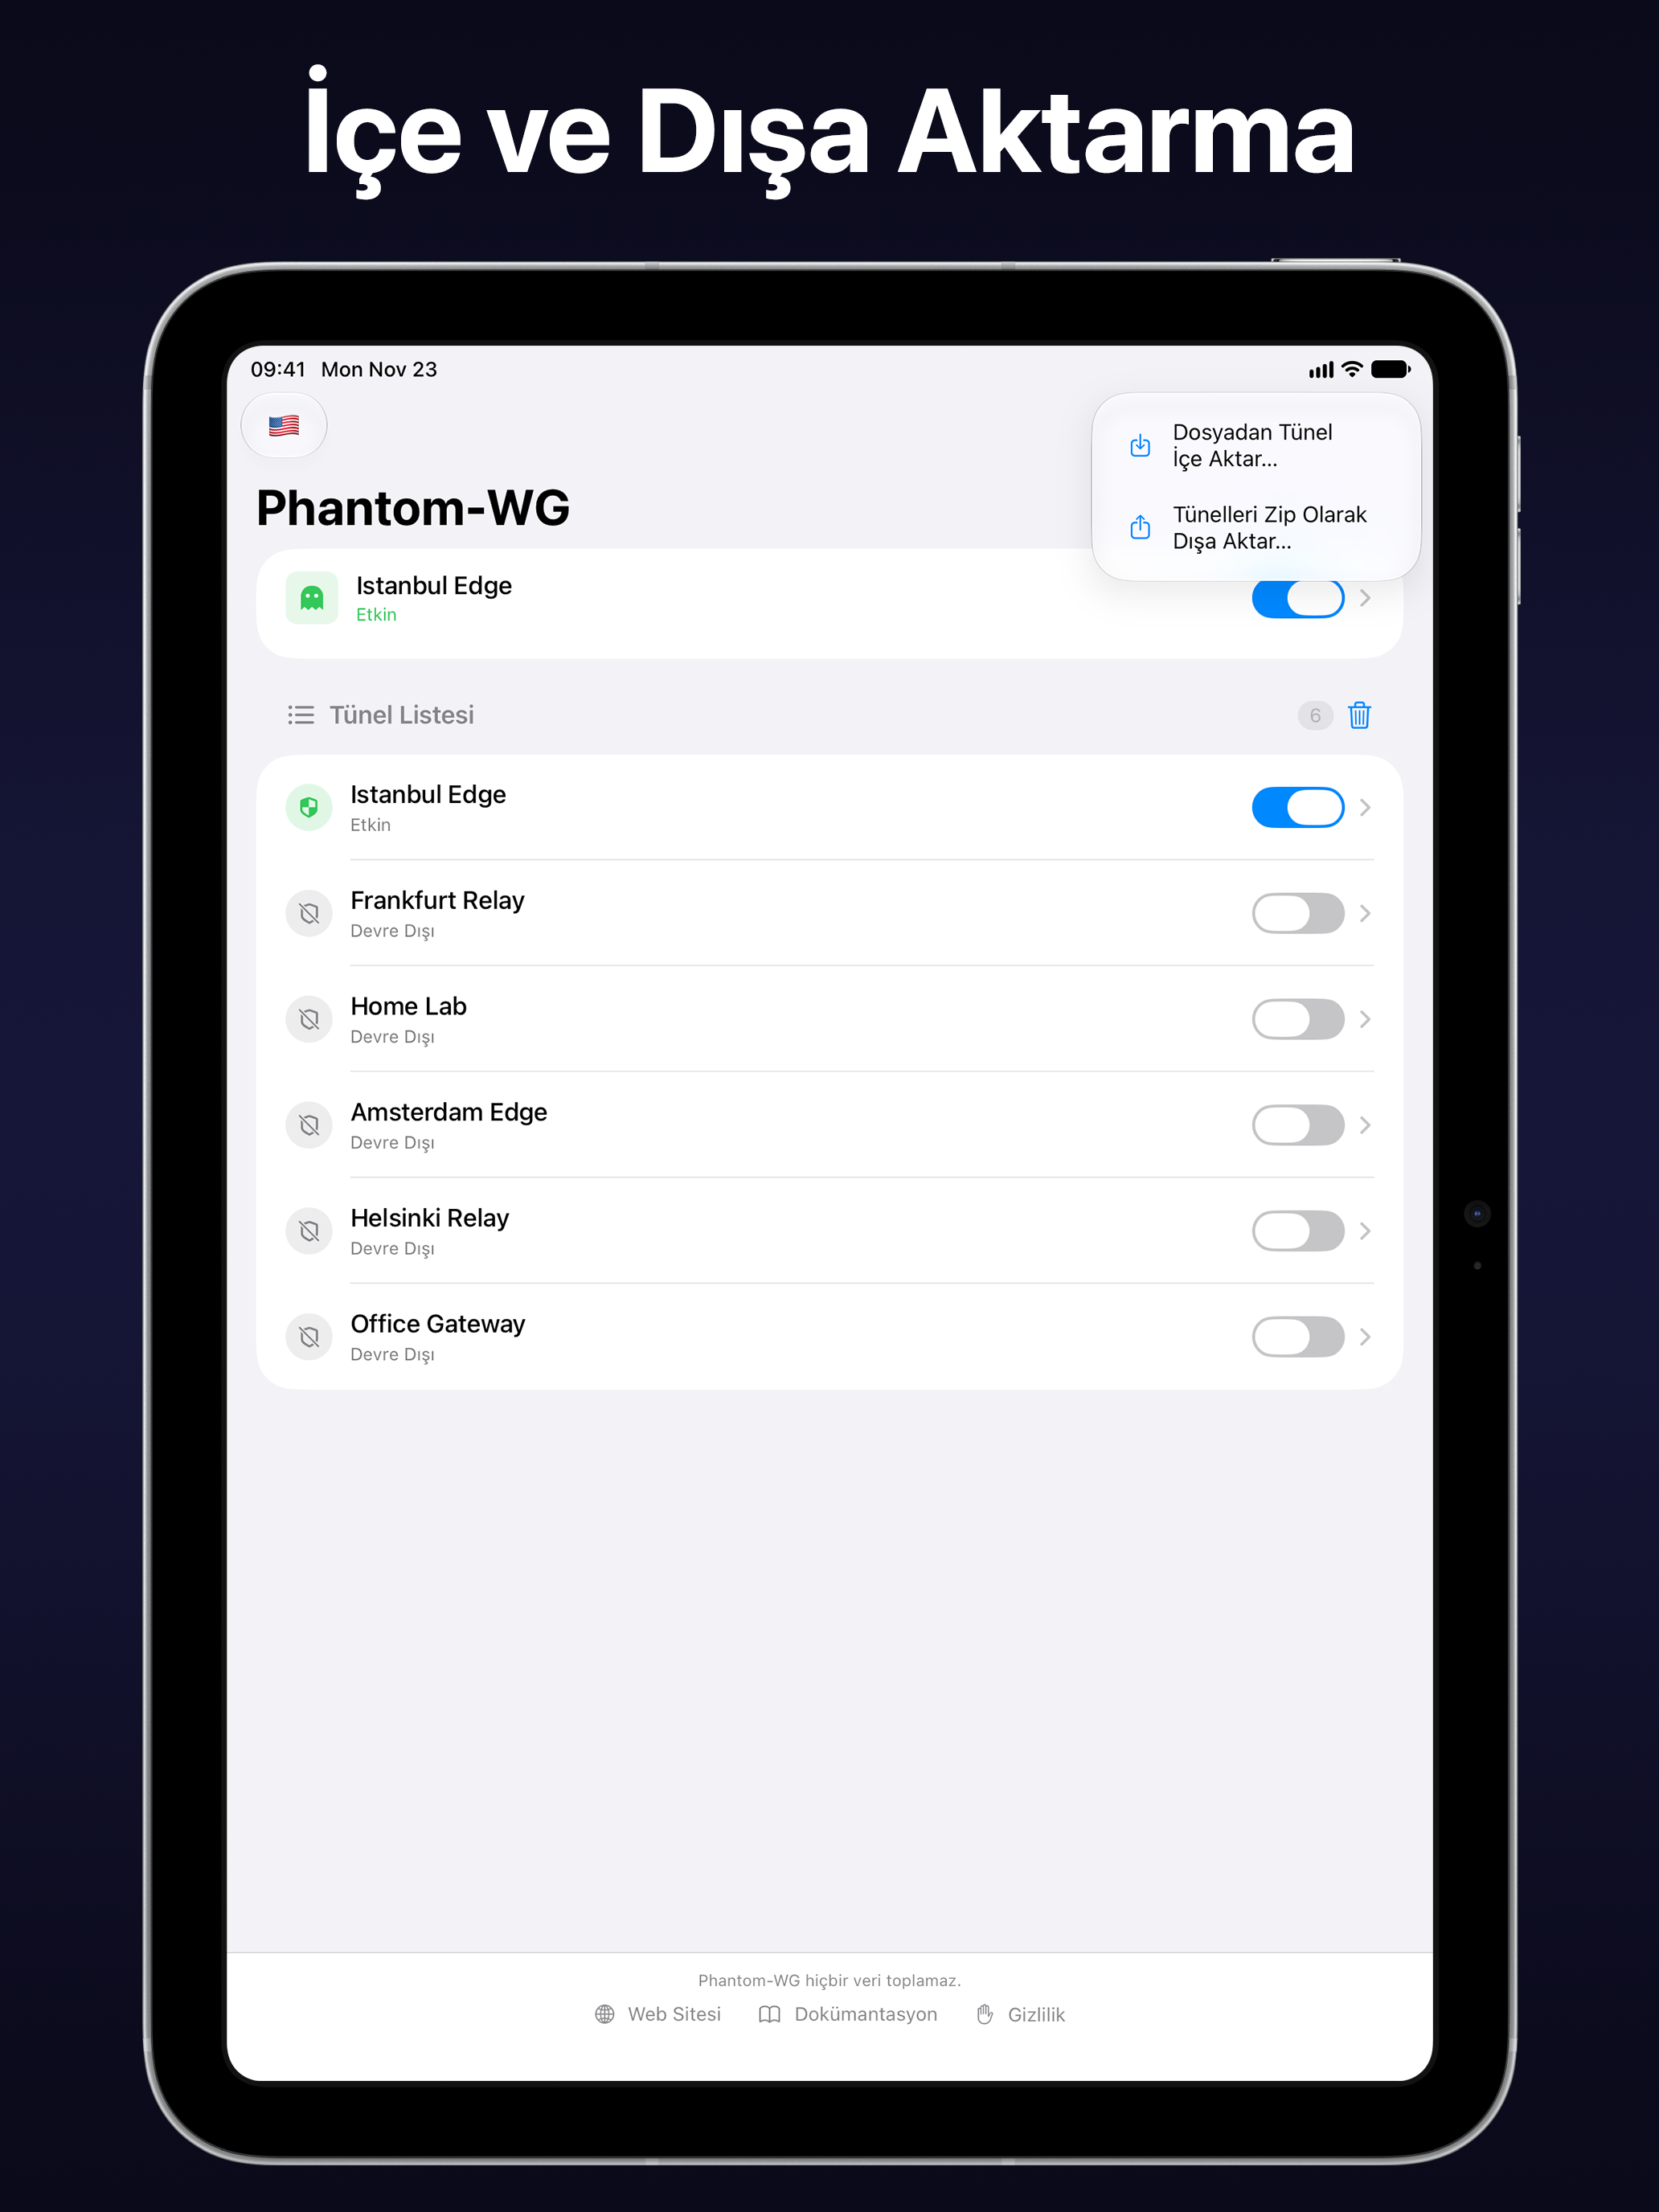 İçe ve Dışa Aktarma
09:41 Mon Nov 23
Dosyadan Tünel
İçe Aktar...
Tünelleri Zip Olarak
Dışa Aktar...
Phantom-WG
Istanbul Edge
Etkin
Tünel Listesi
6
Istanbul Edge
Etkin
Frankfurt Relay
Devre Dışı
Home Lab
Devre Dışı
Amsterdam Edge
Devre Dışı
Helsinki Relay
Devre Dışı
Office Gateway
Devre Dışı
Phantom-WG hiçbir veri toplamaz.
Web Sitesi Dokümantasyon Gizlilik